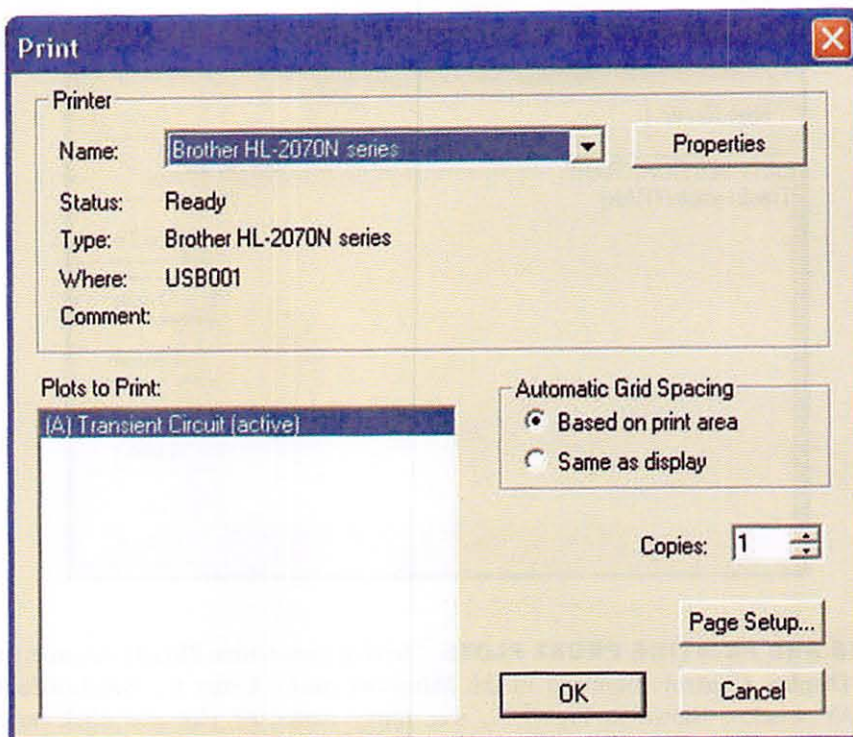 Print
Printer
Name: Brother HL-2070N series Properties
Status: Ready
Type: Brother HL-2070N series
Where: USB001
Comment:
Plots to Print:
(A) Transient Circuit (active)
Automatic Grid Spacing
Based on print area
Same as display
Copies: 1
Page Setup...
OK Cancel